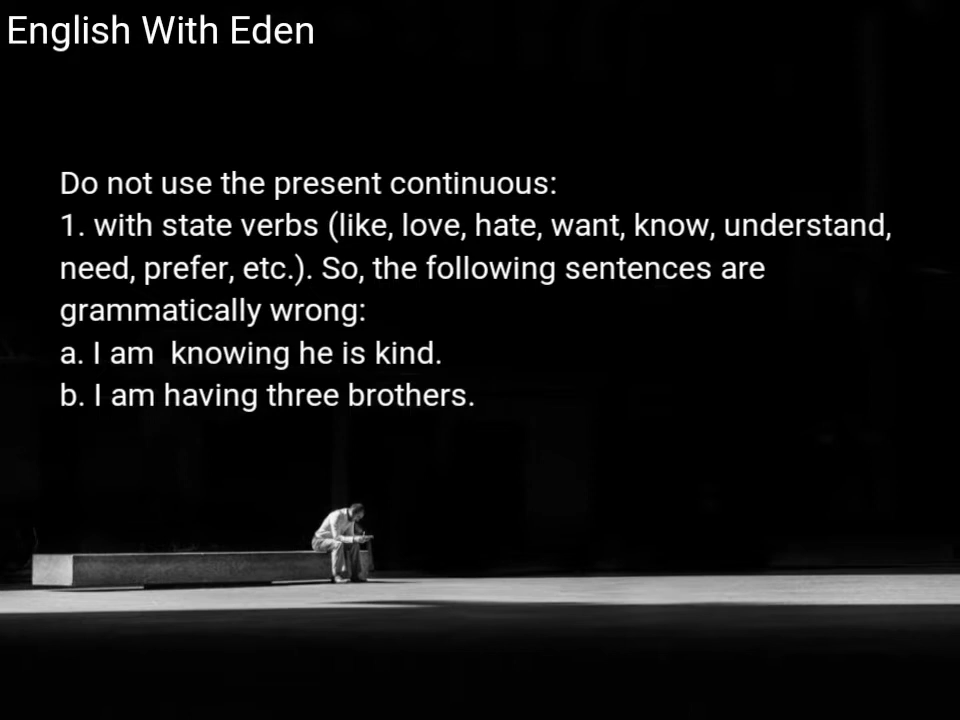 English With Eden
Do not use the present continuous:
1. with state verbs (like, love, hate, want, know, understand,
need, prefer, etc.). So, the following sentences are
grammatically wrong:
a. I am  knowing he is kind.
b. I am having three brothers.